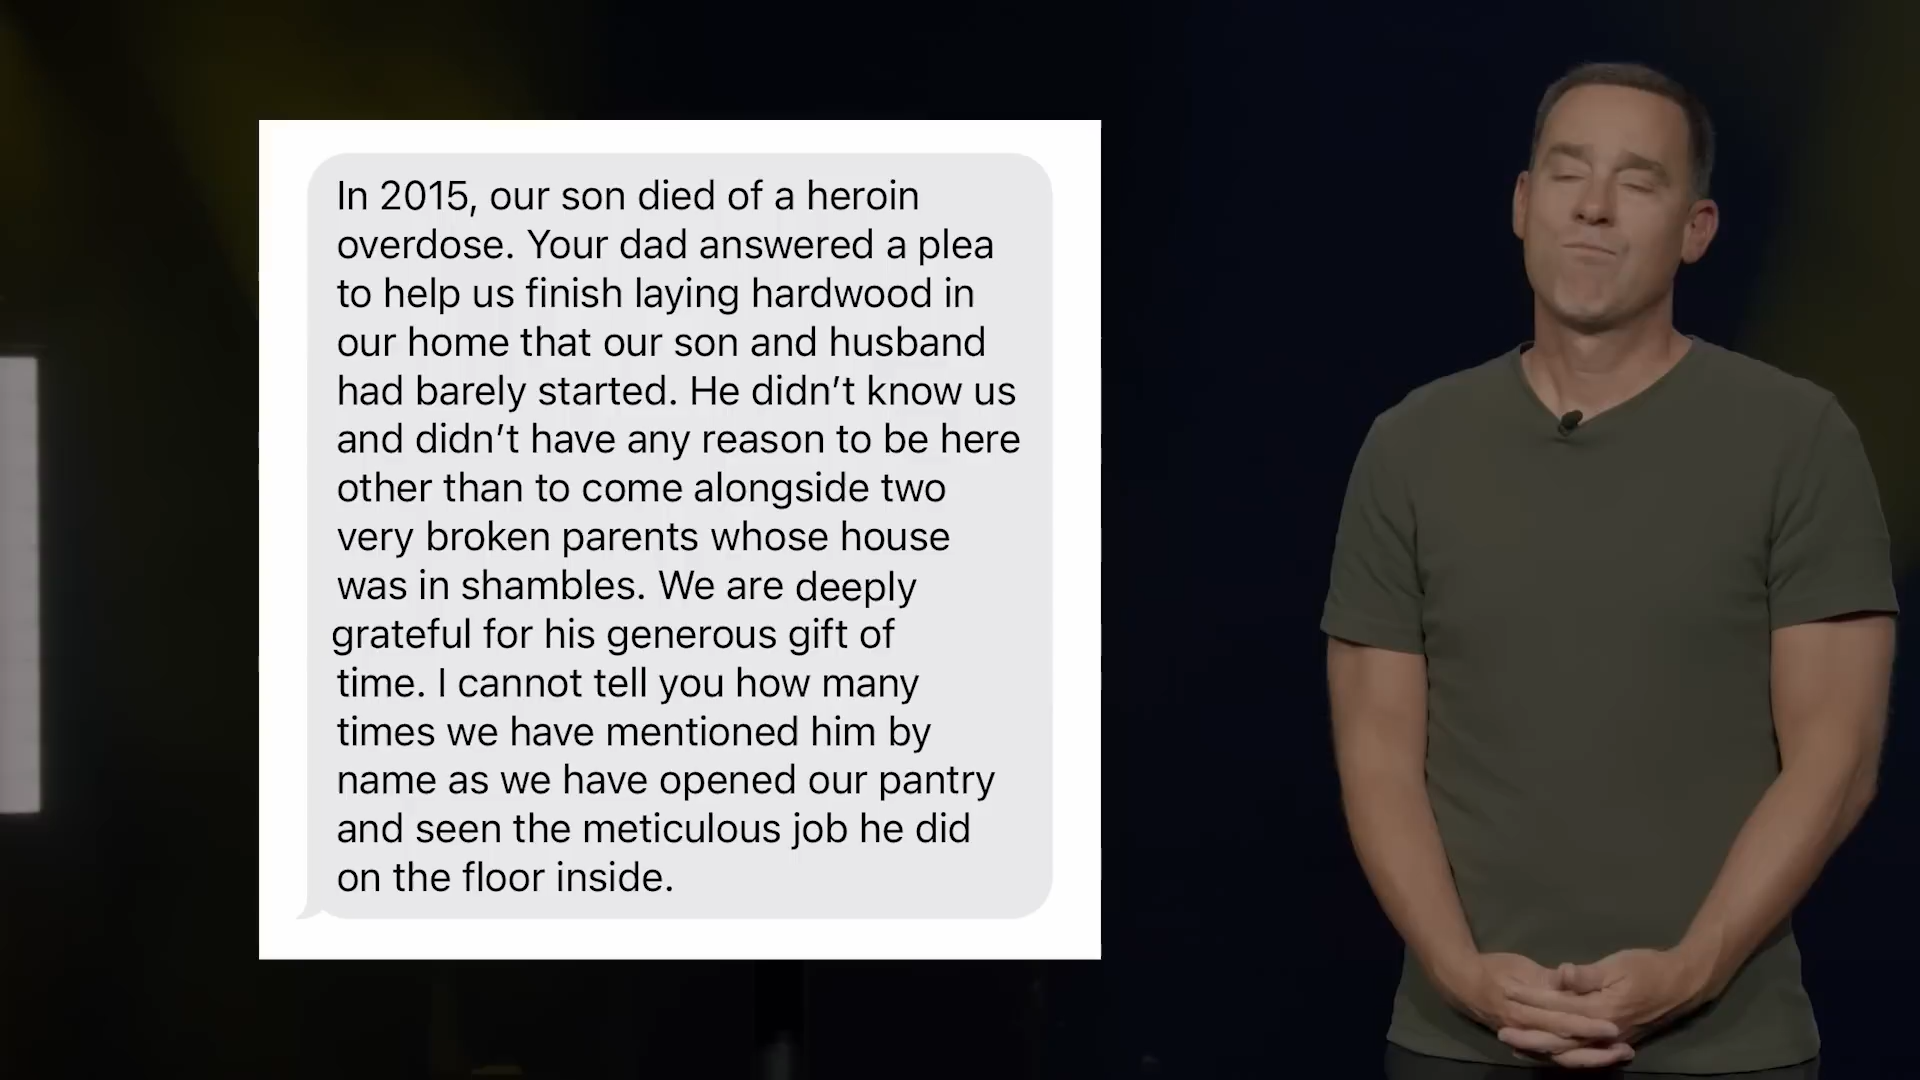 In 2015, our son died of a heroin
overdose. Your dad answered a plea
to help us finish laying hardwood in
our home that our son and husband
had barely started. He didn’t know us
and didn’t have any reason to be here
other than to come alongside two
very broken parents whose house
was in shambles. We are deeply
grateful for his generous gift of
time. I cannot tell you how many
times we have mentioned him by
name as we have opened our pantry
and seen the meticulous job he did
on the floor inside.